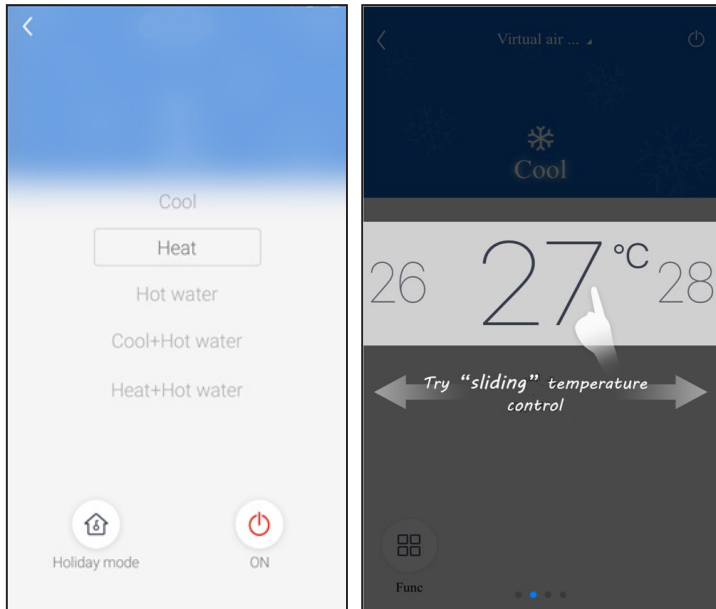 Cool
Heat
Hot water
Cool+Hot water
Heat+Hot water
Holiday mode
ON
Virtual air ...
Cool
26 27°C 28
Try “sliding” temperature
control
Func